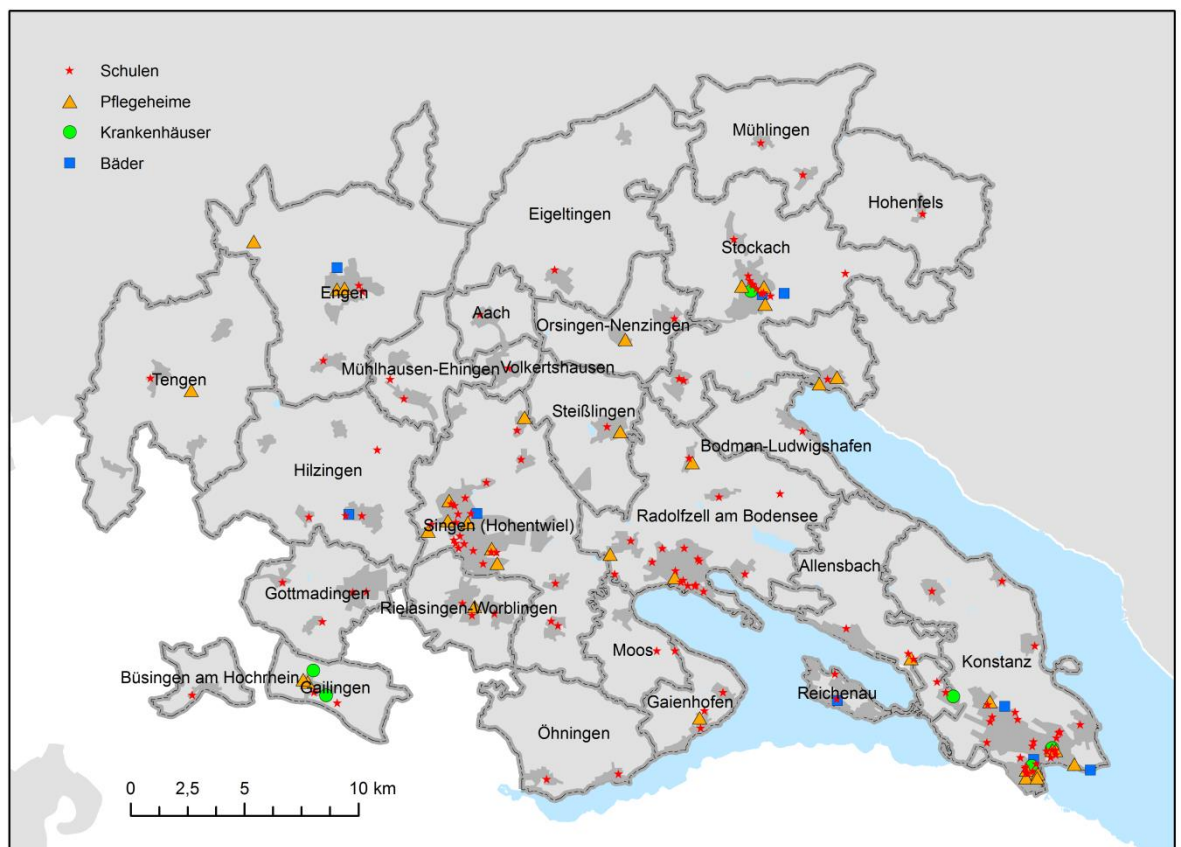 Schulen
Pflegeheime
Krankenhäuser
Bäder
Mühlingen
Hohenfels
Eigeltingen
Stockach
Engen
Aach
Orsingen-Nenzingen
Mühlhausen-Ehingen
Volkertshausen
Tengen
Steißlingen
Bodman-Ludwigshafen
Hilzingen
Singen (Hohentwiel)
Radolfzell am Bodensee
Allensbach
Gottmadingen
Rielasingen-Worblingen
Moos
Konstanz
Büsingen am Hochrhein
Gailingen
Reichenau
Gaienhofen
Öhningen
0 2,5 5 10 km